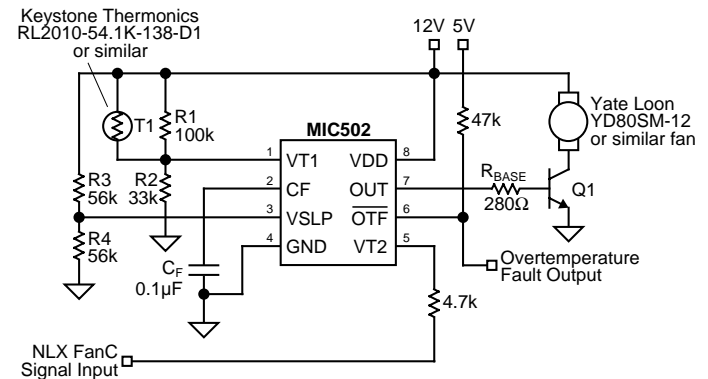 Keystone Thermonics
RL2010-54.1K-138-D1
or similar
12V 5V
T1
R1
100k
47k
Yate Loon
YD80SM-12
or similar fan
MIC502
1 VT1 VDD 8
R3
56k
R2
33k
2 CF OUT 7
RBASE
280Ω
Q1
3 VSLP OTF 6
R4
56k
4 GND VT2 5
CF
0.1µF
Overtemperature
Fault Output
4.7k
NLX FanC
Signal Input